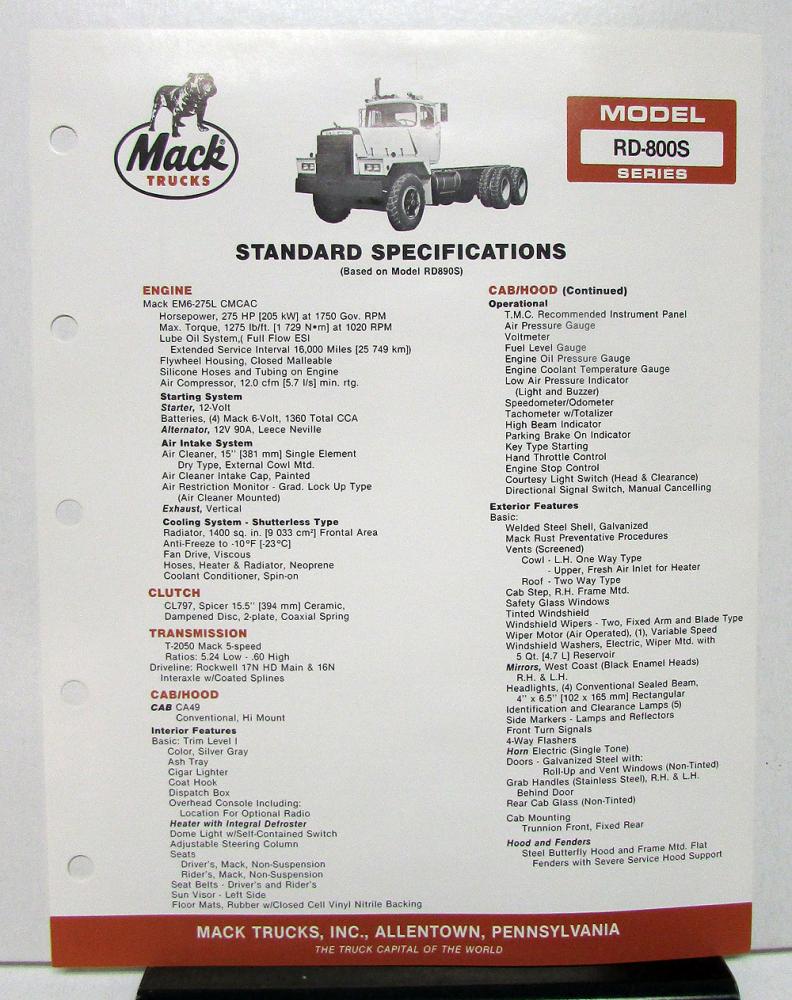 Mack®
TRUCKS
MODEL
RD-800S
SERIES
STANDARD SPECIFICATIONS
(Based on Model RD890S)
ENGINE
Mack EM6-275L CMCAC
Horsepower, 275 HP [205 kW] at 1750 Gov. RPM
Max. Torque, 1275 lb/ft. [1 729 N•m] at 1020 RPM
Lube Oil System,( Full Flow ESI
Extended Service Interval 16,000 Miles [25 749 km])
Flywheel Housing, Closed Malleable
Silicone Hoses and Tubing on Engine
Air Compressor, 12.0 cfm [5.7 l/s] min. rtg.
Starting System
Starter, 12-Volt
Batteries, (4) Mack 6-Volt, 1360 Total CCA
Alternator, 12V 90A, Leece Neville
Air Intake System
Air Cleaner, 15" [381 mm] Single Element
Dry Type, External Cowl Mtd.
Air Cleaner Intake Cap, Painted
Air Restriction Monitor - Grad. Lock Up Type
(Air Cleaner Mounted)
Exhaust, Vertical
Cooling System - Shutterless Type
Radiator, 1400 sq. in. [9 033 cm²] Frontal Area
Anti-Freeze to -10°F [-23°C]
Fan Drive, Viscous
Hoses, Heater & Radiator, Neoprene
Coolant Conditioner, Spin-on
CLUTCH
CL797, Spicer 15.5" [394 mm] Ceramic,
Dampened Disc, 2-plate, Coaxial Spring
TRANSMISSION
T-2050 Mack 5-speed
Ratios: 5.24 Low - .60 High
Driveline: Rockwell 17N HD Main & 16N
Interaxle w/Coated Splines
CAB/HOOD
CAB CA49
Conventional, Hi Mount
Interior Features
Basic: Trim Level I
Color, Silver Gray
Ash Tray
Cigar Lighter
Coat Hook
Dispatch Box
Overhead Console Including:
Location For Optional Radio
Heater with Integral Defroster
Dome Light w/Self-Contained Switch
Adjustable Steering Column
Seats
Driver's, Mack, Non-Suspension
Rider's, Mack, Non-Suspension
Seat Belts - Driver's and Rider's
Sun Visor - Left Side
Floor Mats, Rubber w/Closed Cell Vinyl Nitrile Backing
CAB/HOOD (Continued)
Operational
T.M.C. Recommended Instrument Panel
Air Pressure Gauge
Voltmeter
Fuel Level Gauge
Engine Oil Pressure Gauge
Engine Coolant Temperature Gauge
Low Air Pressure Indicator
(Light and Buzzer)
Speedometer/Odometer
Tachometer w/Totalizer
High Beam Indicator
Parking Brake On Indicator
Key Type Starting
Hand Throttle Control
Engine Stop Control
Courtesy Light Switch (Head & Clearance)
Directional Signal Switch, Manual Cancelling
Exterior Features
Basic:
Welded Steel Shell, Galvanized
Mack Rust Preventative Procedures
Vents (Screened)
Cowl - L.H. One Way Type
- Upper, Fresh Air Inlet for Heater
Roof - Two Way Type
Cab Step, R.H. Frame Mtd.
Safety Glass Windows
Tinted Windshield
Windshield Wipers - Two, Fixed Arm and Blade Type
Wiper Motor (Air Operated), (1), Variable Speed
Windshield Washers, Electric, Wiper Mtd. with
5 Qt. [4.7 L] Reservoir
Mirrors, West Coast (Black Enamel Heads)
R.H. & L.H.
Headlights, (4) Conventional Sealed Beam,
4" x 6.5" [102 x 165 mm] Rectangular
Identification and Clearance Lamps (5)
Side Markers - Lamps and Reflectors
Front Turn Signals
4-Way Flashers
Horn Electric (Single Tone)
Doors - Galvanized Steel with:
Roll-Up and Vent Windows (Non-Tinted)
Grab Handles (Stainless Steel), R.H. & L.H.
Behind Door
Rear Cab Glass (Non-Tinted)
Cab Mounting
Trunnion Front, Fixed Rear
Hood and Fenders
Steel Butterfly Hood and Frame Mtd. Flat
Fenders with Severe Service Hood Support
MACK TRUCKS, INC., ALLENTOWN, PENNSYLVANIA
THE TRUCK CAPITAL OF THE WORLD